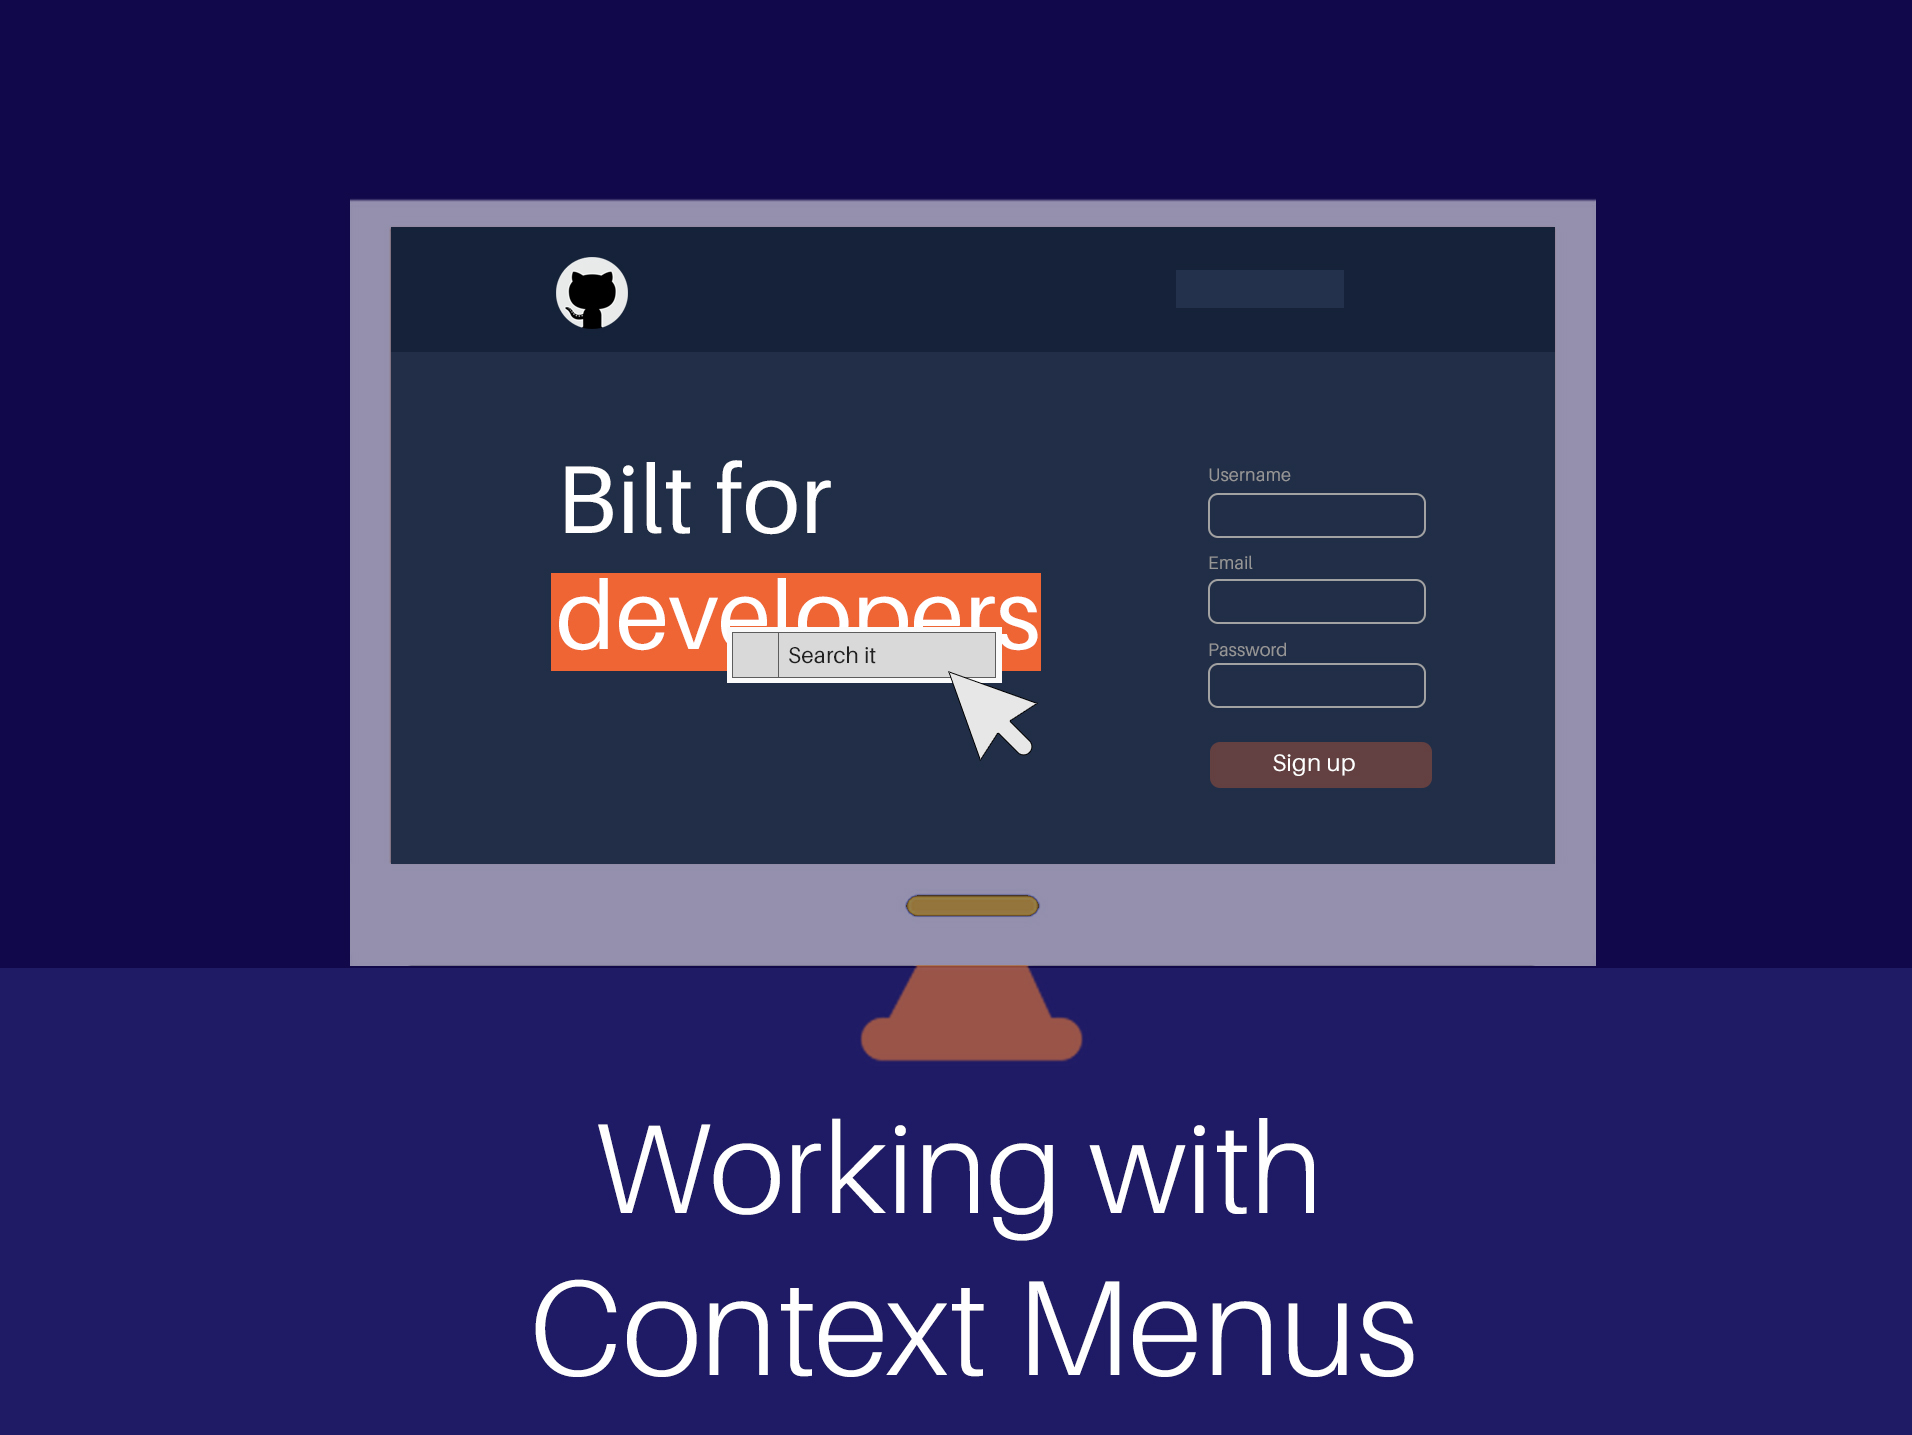 Bilt for
developers
Search it
Username
Email
Password
Sign up
Working with
Context Menus